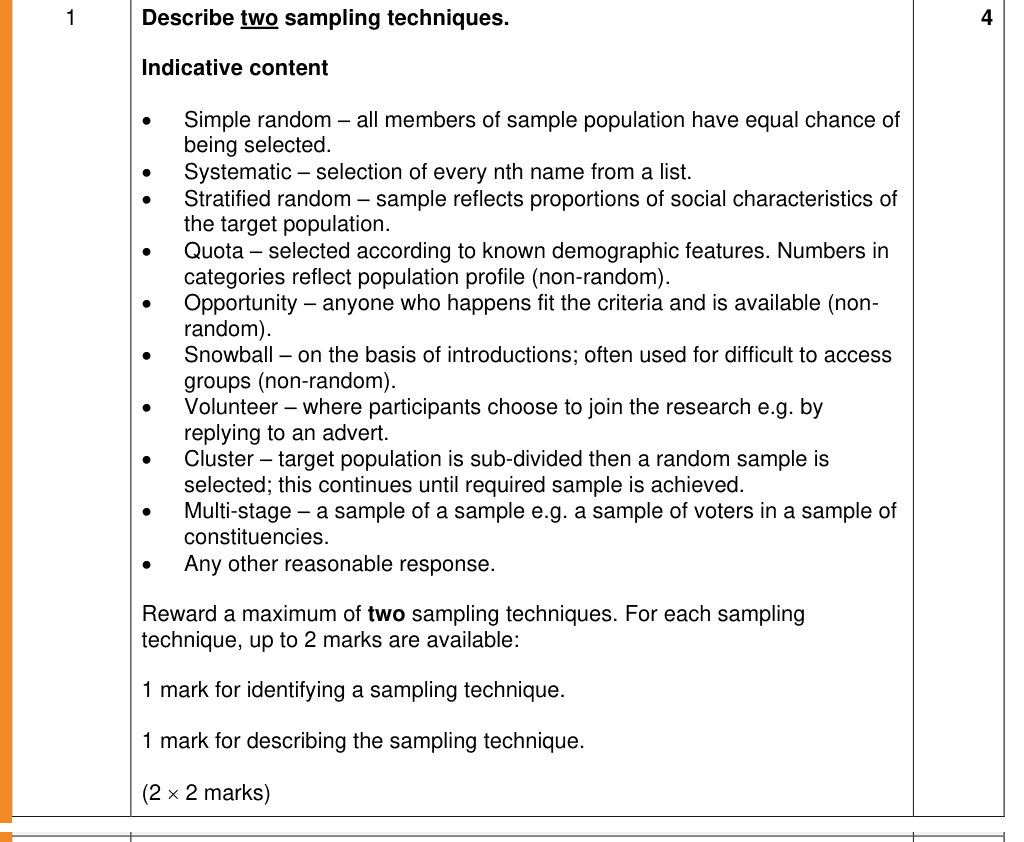 1 Describe two sampling techniques. 4
Indicative content
• Simple random – all members of sample population have equal chance of
being selected.
• Systematic – selection of every nth name from a list.
• Stratified random – sample reflects proportions of social characteristics of
the target population.
• Quota – selected according to known demographic features. Numbers in
categories reflect population profile (non-random).
• Opportunity – anyone who happens fit the criteria and is available (non-
random).
• Snowball – on the basis of introductions; often used for difficult to access
groups (non-random).
• Volunteer – where participants choose to join the research e.g. by
replying to an advert.
• Cluster – target population is sub-divided then a random sample is
selected; this continues until required sample is achieved.
• Multi-stage – a sample of a sample e.g. a sample of voters in a sample of
constituencies.
• Any other reasonable response.
Reward a maximum of two sampling techniques. For each sampling
technique, up to 2 marks are available:
1 mark for identifying a sampling technique.
1 mark for describing the sampling technique.
(2 × 2 marks)